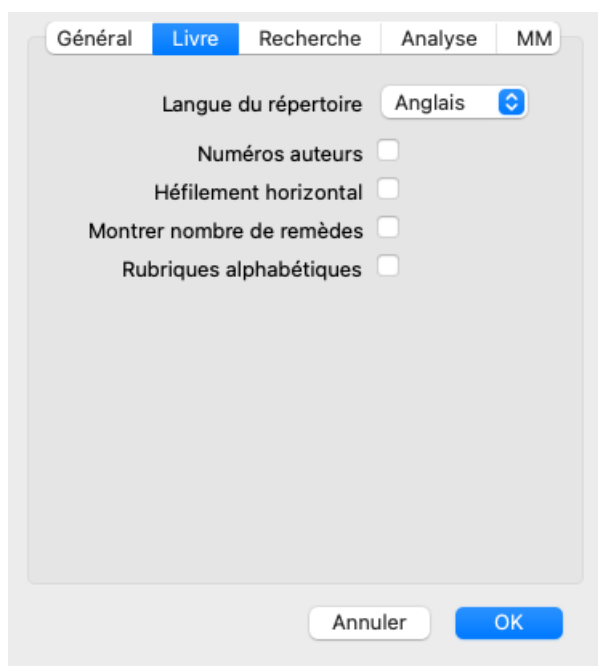 Général Livre Recherche Analyse MM
Langue du répertoire Anglais
Numéros auteurs
Héfilement horizontal
Montrer nombre de remèdes
Rubriques alphabétiques
Annuler OK